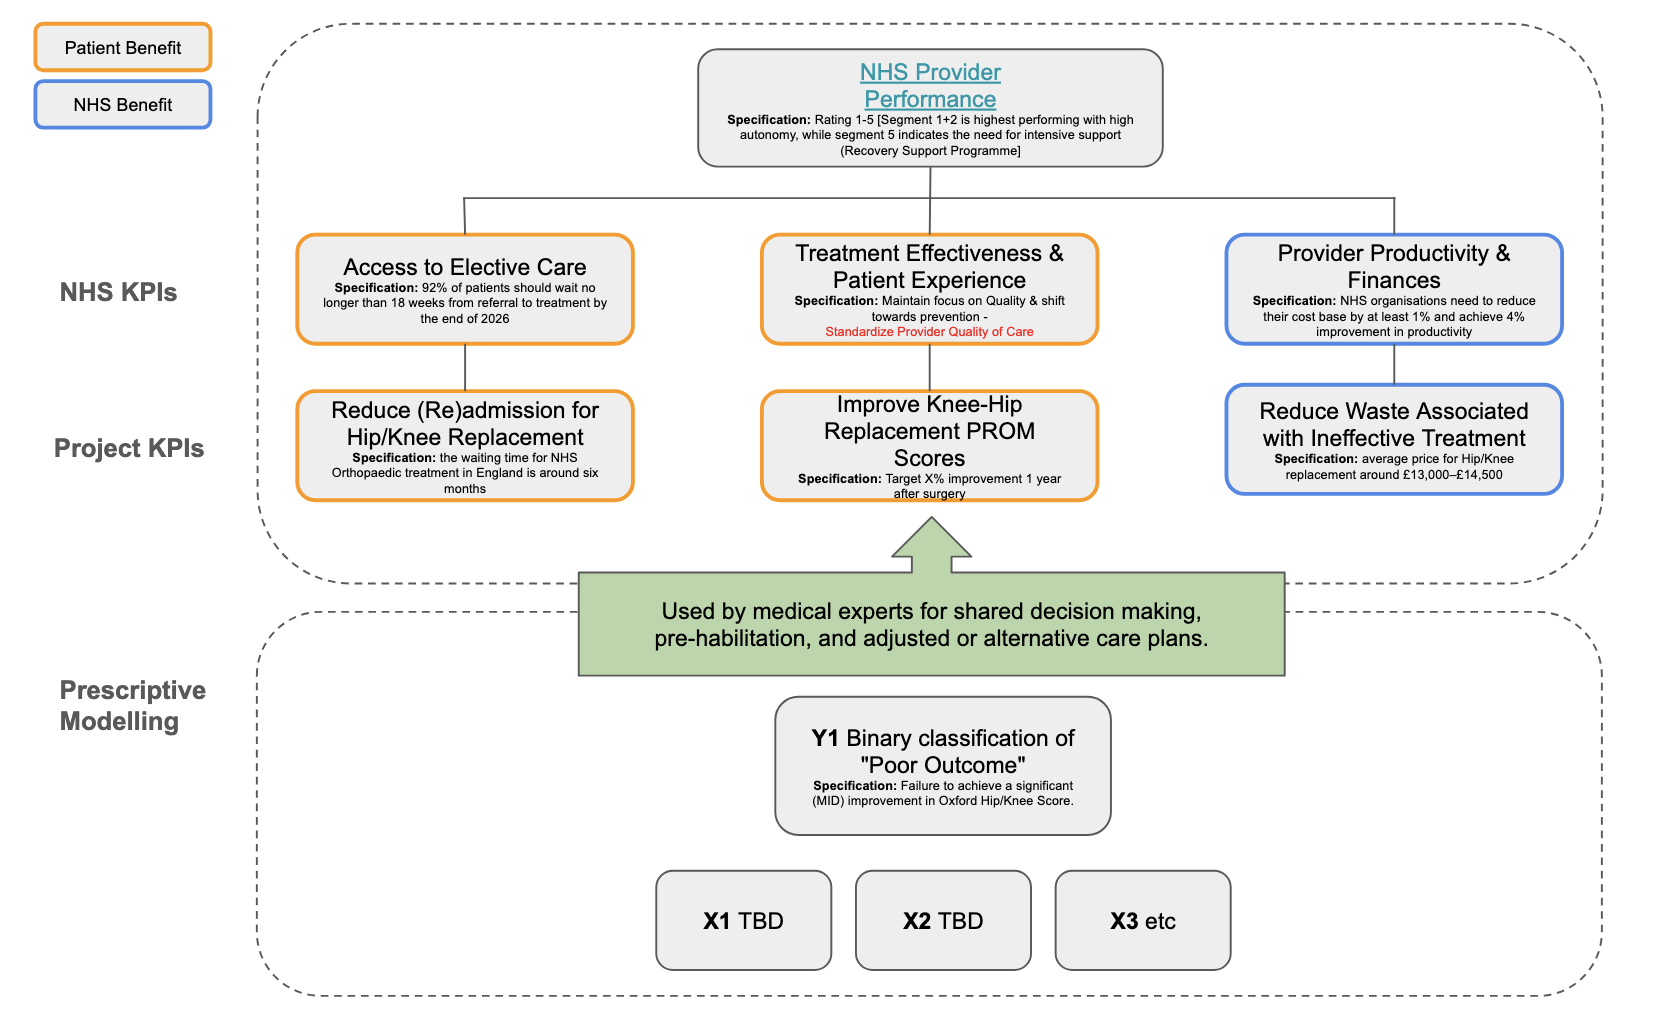 Patient Benefit
NHS Benefit
NHS Provider
Performance
Specification: Rating 1-5 [Segment 1+2 is highest performing with high
autonomy, while segment 5 indicates the need for intensive support
(Recovery Support Programme]
NHS KPIs
Access to Elective Care
Specification: 92% of patients should wait no
longer than 18 weeks from referral to treatment by
the end of 2026
Treatment Effectiveness &
Patient Experience
Specification: Maintain focus on Quality & shift
towards prevention -
Standardize Provider Quality of Care
Provider Productivity &
Finances
Specification: NHS organisations need to reduce
their cost base by at least 1% and achieve 4%
improvement in productivity
Project KPIs
Reduce (Re)admission for
Hip/Knee Replacement
Specification: the waiting time for NHS
Orthopaedic treatment in England is around six
months
Improve Knee-Hip
Replacement PROM
Scores
Specification: Target X% improvement 1 year
after surgery
Reduce Waste Associated
with Ineffective Treatment
Specification: average price for Hip/Knee
replacement around £13,000–£14,500
Used by medical experts for shared decision making,
pre-habilitation, and adjusted or alternative care plans.
Prescriptive
Modelling
Y1 Binary classification of
"Poor Outcome"
Specification: Failure to achieve a significant
(MID) improvement in Oxford Hip/Knee Score.
X1 TBD
X2 TBD
X3 etc